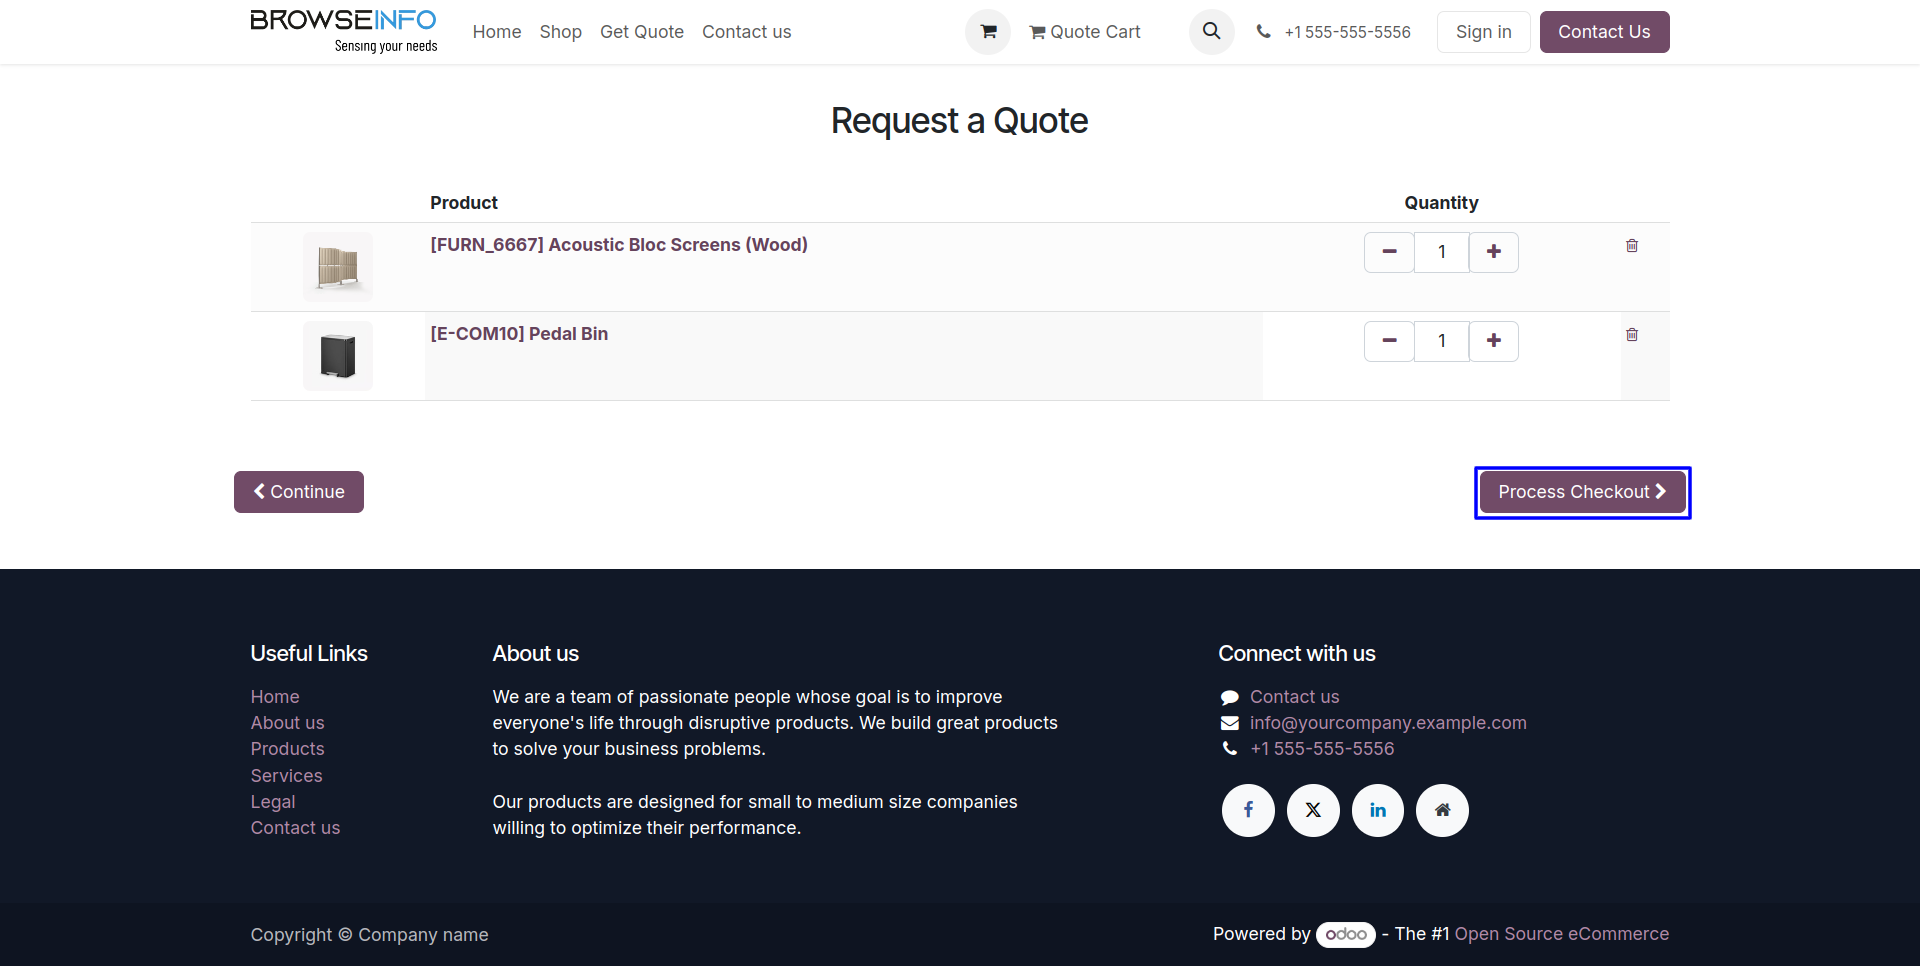 BROWSEINFO
Sensing your needs
Home Shop Get Quote Contact us
Quote Cart
+1 555-555-5556
Sign in
Contact Us
Request a Quote
Product Quantity
[FURN_6667] Acoustic Bloc Screens (Wood)
1
[E-COM10] Pedal Bin
1
Continue
Process Checkout
Useful Links
Home
About us
Products
Services
Legal
Contact us
About us
We are a team of passionate people whose goal is to improve
everyone's life through disruptive products. We build great products
to solve your business problems.
Our products are designed for small to medium size companies
willing to optimize their performance.
Connect with us
Contact us
info@yourcompany.example.com
+1 555-555-5556
Copyright © Company name
Powered by odoo - The #1 Open Source eCommerce